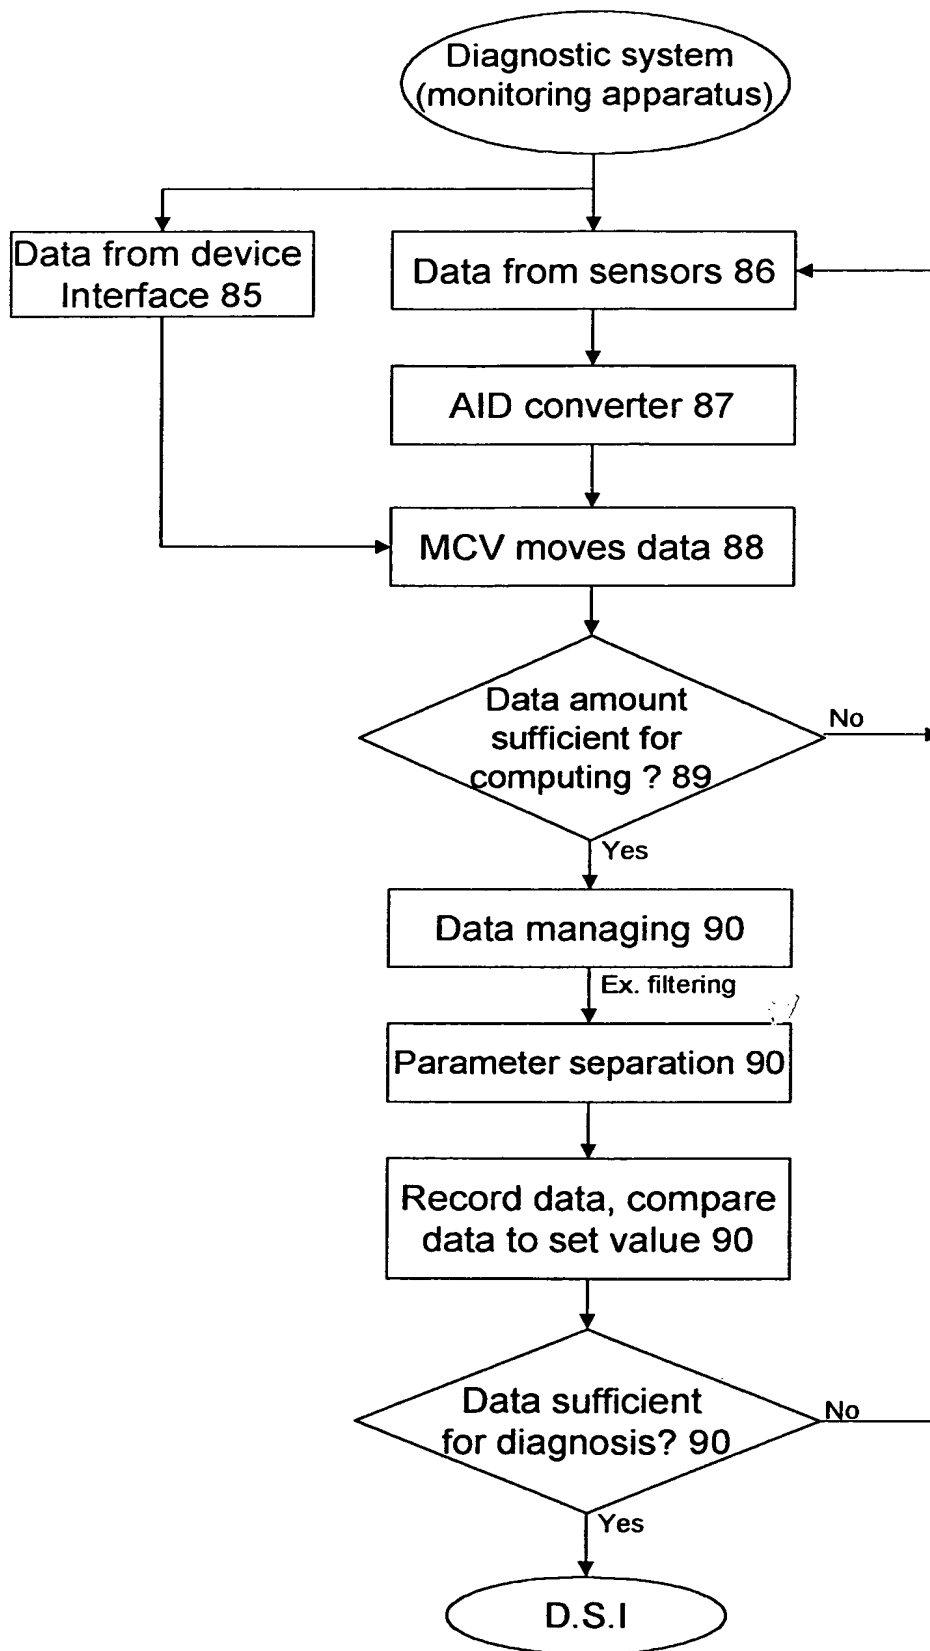 Diagnostic system
(monitoring apparatus)
Data from device
Interface 85
Data from sensors 86
AID converter 87
MCV moves data 88
Data amount
sufficient for
computing ? 89
No
Yes
Data managing 90
Ex. filtering
Parameter separation 90
Record data, compare
data to set value 90
Data sufficient
for diagnosis? 90
No
Yes
D.S.I